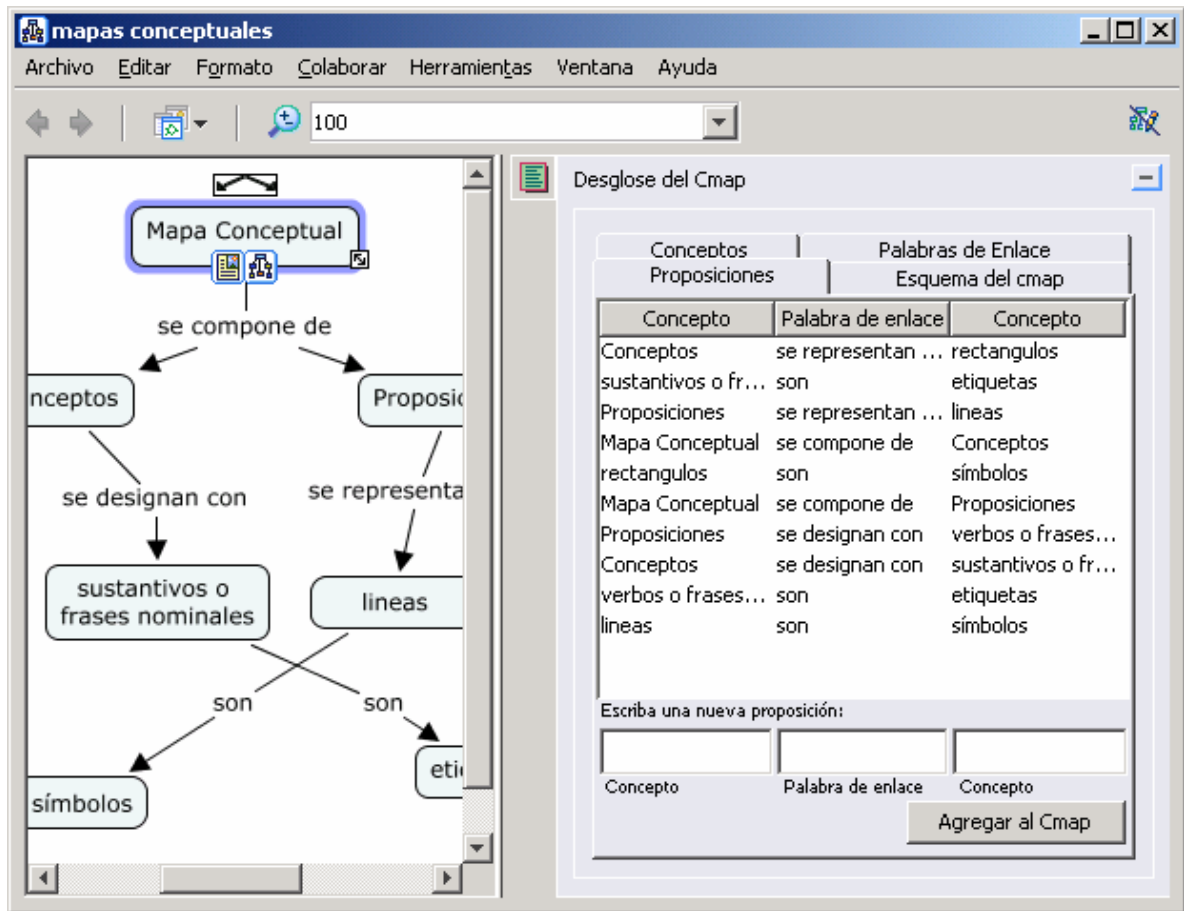 mapas conceptuales
Archivo Editar Formato Colaborar Herramientas Ventana Ayuda
100
Mapa Conceptual
se compone de
nceptos
Proposic
se designan con
se representa
sustantivos o
frases nominales
lineas
son
son
símbolos
eti
Desglose del Cmap
Conceptos Palabras de Enlace
Proposiciones Esquema del cmap
Concepto Palabra de enlace Concepto
Conceptos se representan ... rectangulos
sustantivos o fr... son etiquetas
Proposiciones se representan ... lineas
Mapa Conceptual se compone de Conceptos
rectangulos son símbolos
Mapa Conceptual se compone de Proposiciones
Proposiciones se designan con verbos o frases...
Conceptos se designan con sustantivos o fr...
verbos o frases... son etiquetas
lineas son símbolos
Escriba una nueva proposición:
Concepto Palabra de enlace Concepto
Agregar al Cmap